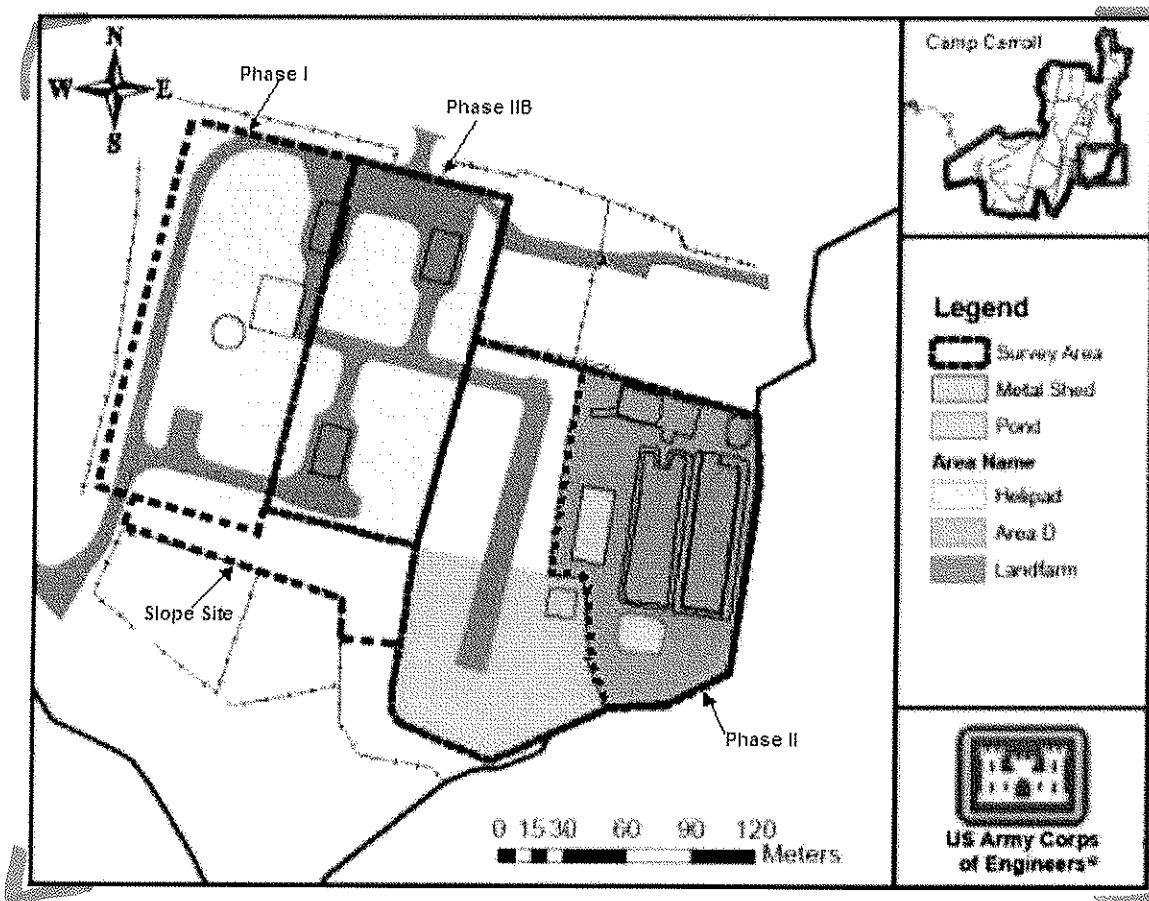 N
W E
S
Phase I
Phase IIB
Slope Site
Phase II
0 15 30 60 90 120
Meters
Camp Carroll
Legend
Survey Area
Metal Shed
Pond
Area Name
Helipad
Area D
Landfarm
US Army Corps
of Engineers®